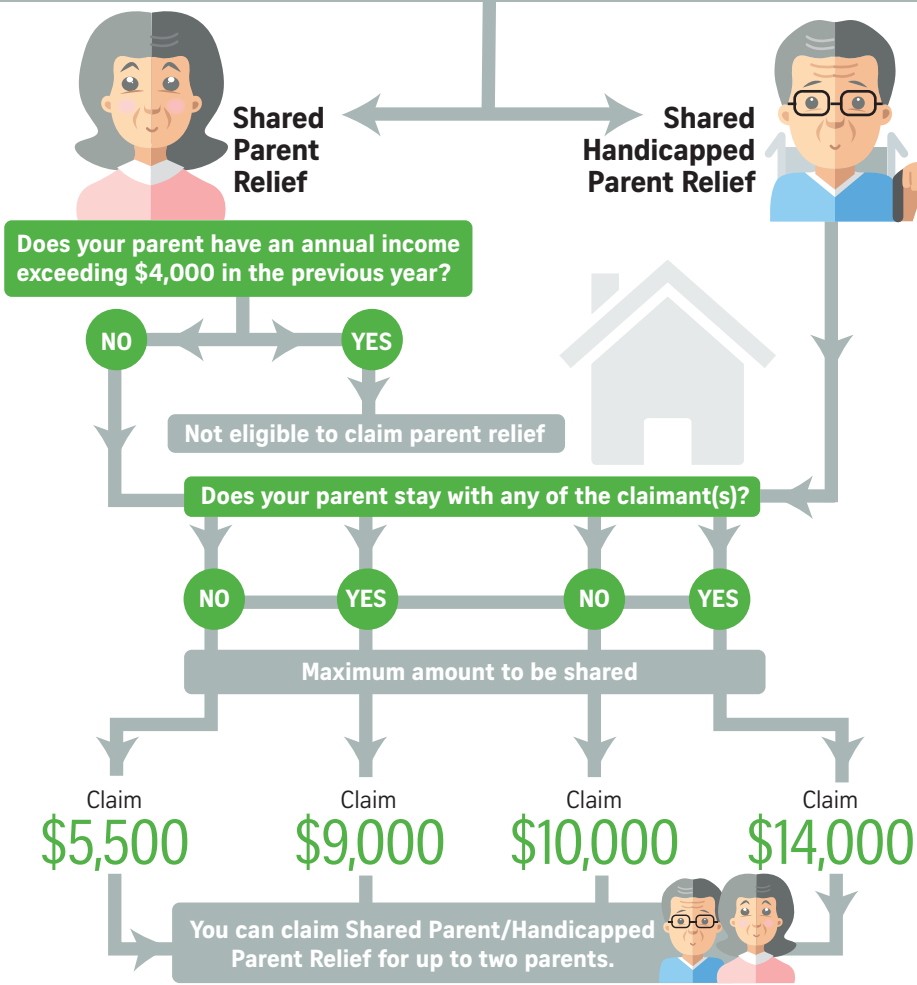 Shared
Parent
Relief
Shared
Handicapped
Parent Relief
Does your parent have an annual income
exceeding $4,000 in the previous year?
NO
YES
Not eligible to claim parent relief
Does your parent stay with any of the claimant(s)?
NO
YES
NO
YES
Maximum amount to be shared
Claim
$5,500
Claim
$9,000
Claim
$10,000
Claim
$14,000
You can claim Shared Parent/Handicapped
Parent Relief for up to two parents.